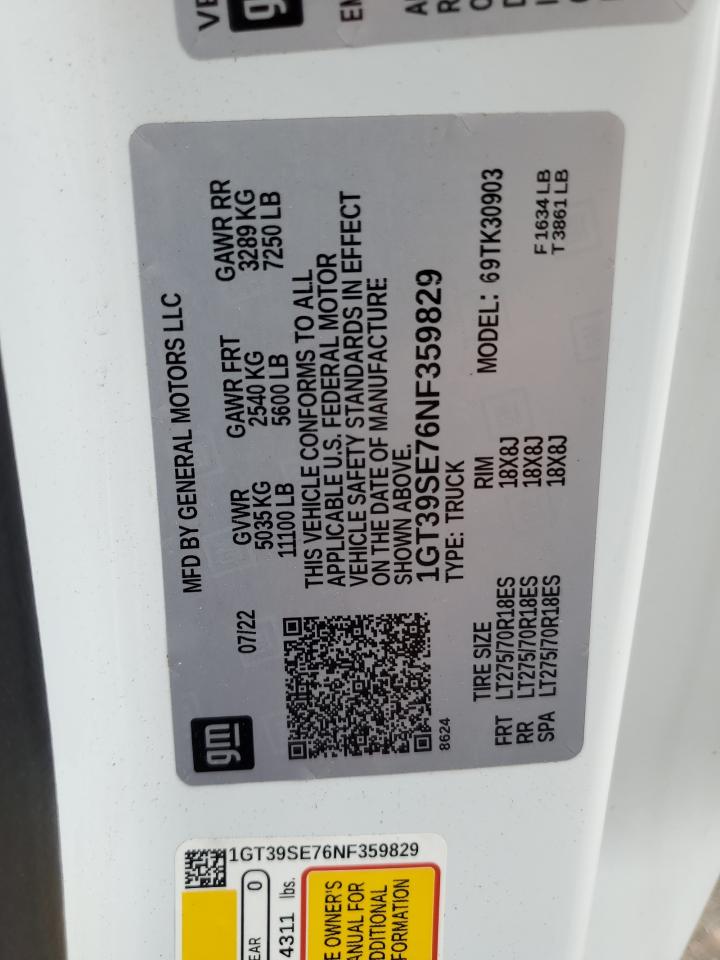 gm
07/22
MFD BY GENERAL MOTORS LLC
GVWR GAWR FRT GAWR RR
5035 KG 2540 KG 3289 KG
11100 LB 5600 LB 7250 LB
THIS VEHICLE CONFORMS TO ALL
APPLICABLE U.S. FEDERAL MOTOR
VEHICLE SAFETY STANDARDS IN EFFECT
ON THE DATE OF MANUFACTURE
SHOWN ABOVE.
1GT39SE76NF359829
TYPE: TRUCK
8624
TIRE SIZE RIM MODEL: 69TK30903
FRT LT275/70R18ES 18X8J
RR LT275/70R18ES 18X8J F 1634 LB
SPA LT275/70R18ES 18X8J T 3861 LB
1GT39SE76NF359829
EAR 0
4311 lbs.
E OWNER'S
ANUAL FOR
DDITIONAL
FORMATION